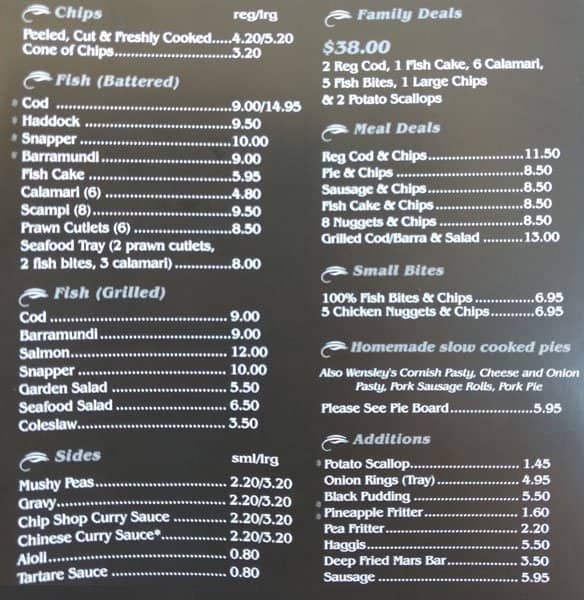 Chips reg/lrg
Peeled, Cut & Freshly Cooked.....4.20/5.20
Cone of Chips..............................3.20
Fish (Battered)
Cod ......................................9.00/14.95
Haddock ...............................9.50
Snapper .................................10.00
Barramundi............................9.00
Fish Cake ...............................5.95
Calamari (6) ...........................4.80
Scampi (8)..............................9.50
Prawn Cutlets (6) ....................8.50
Seafood Tray (2 prawn cutlets,
2 fish bites, 3 calamari) .............8.00
Fish (Grilled)
Cod .......................................9.00
Barramundi.............................9.00
Salmon...................................12.00
Snapper .................................10.00
Garden Salad ..........................5.50
Seafood Salad .........................6.50
Coleslaw.................................3.50
Sides sml/lrg
Mushy Peas............................2.20/3.20
Gravy.....................................2.20/3.20
Chip Shop Curry Sauce ............2.20/3.20
Chinese Curry Sauce*..............2.20/3.20
Aioli.......................................0.80
Tartare Sauce .........................0.80
Family Deals
$38.00
2 Reg Cod, 1 Fish Cake, 6 Calamari,
5 Fish Bites, 1 Large Chips
& 2 Potato Scallops
Meal Deals
Reg Cod & Chips.......................11.50
Pie & Chips ..............................8.50
Sausage & Chips........................8.50
Fish Cake & Chips......................8.50
8 Nuggets & Chips .....................8.50
Grilled Cod/Barra & Salad ..........13.00
Small Bites
100% Fish Bites & Chips..............6.95
5 Chicken Nuggets & Chips...........6.95
Homemade slow cooked pies
Also Wensley's Cornish Pasty, Cheese and Onion
Pasty, Pork Sausage Rolls, Pork Pie
Please See Pie Board....................5.95
Additions
Potato Scallop............................1.45
Onion Rings (Tray) .....................4.95
Black Pudding ...........................5.50
Pineapple Fritter.........................1.60
Pea Fritter.................................2.20
Haggis......................................5.50
Deep Fried Mars Bar...................3.50
Sausage ...................................5.95